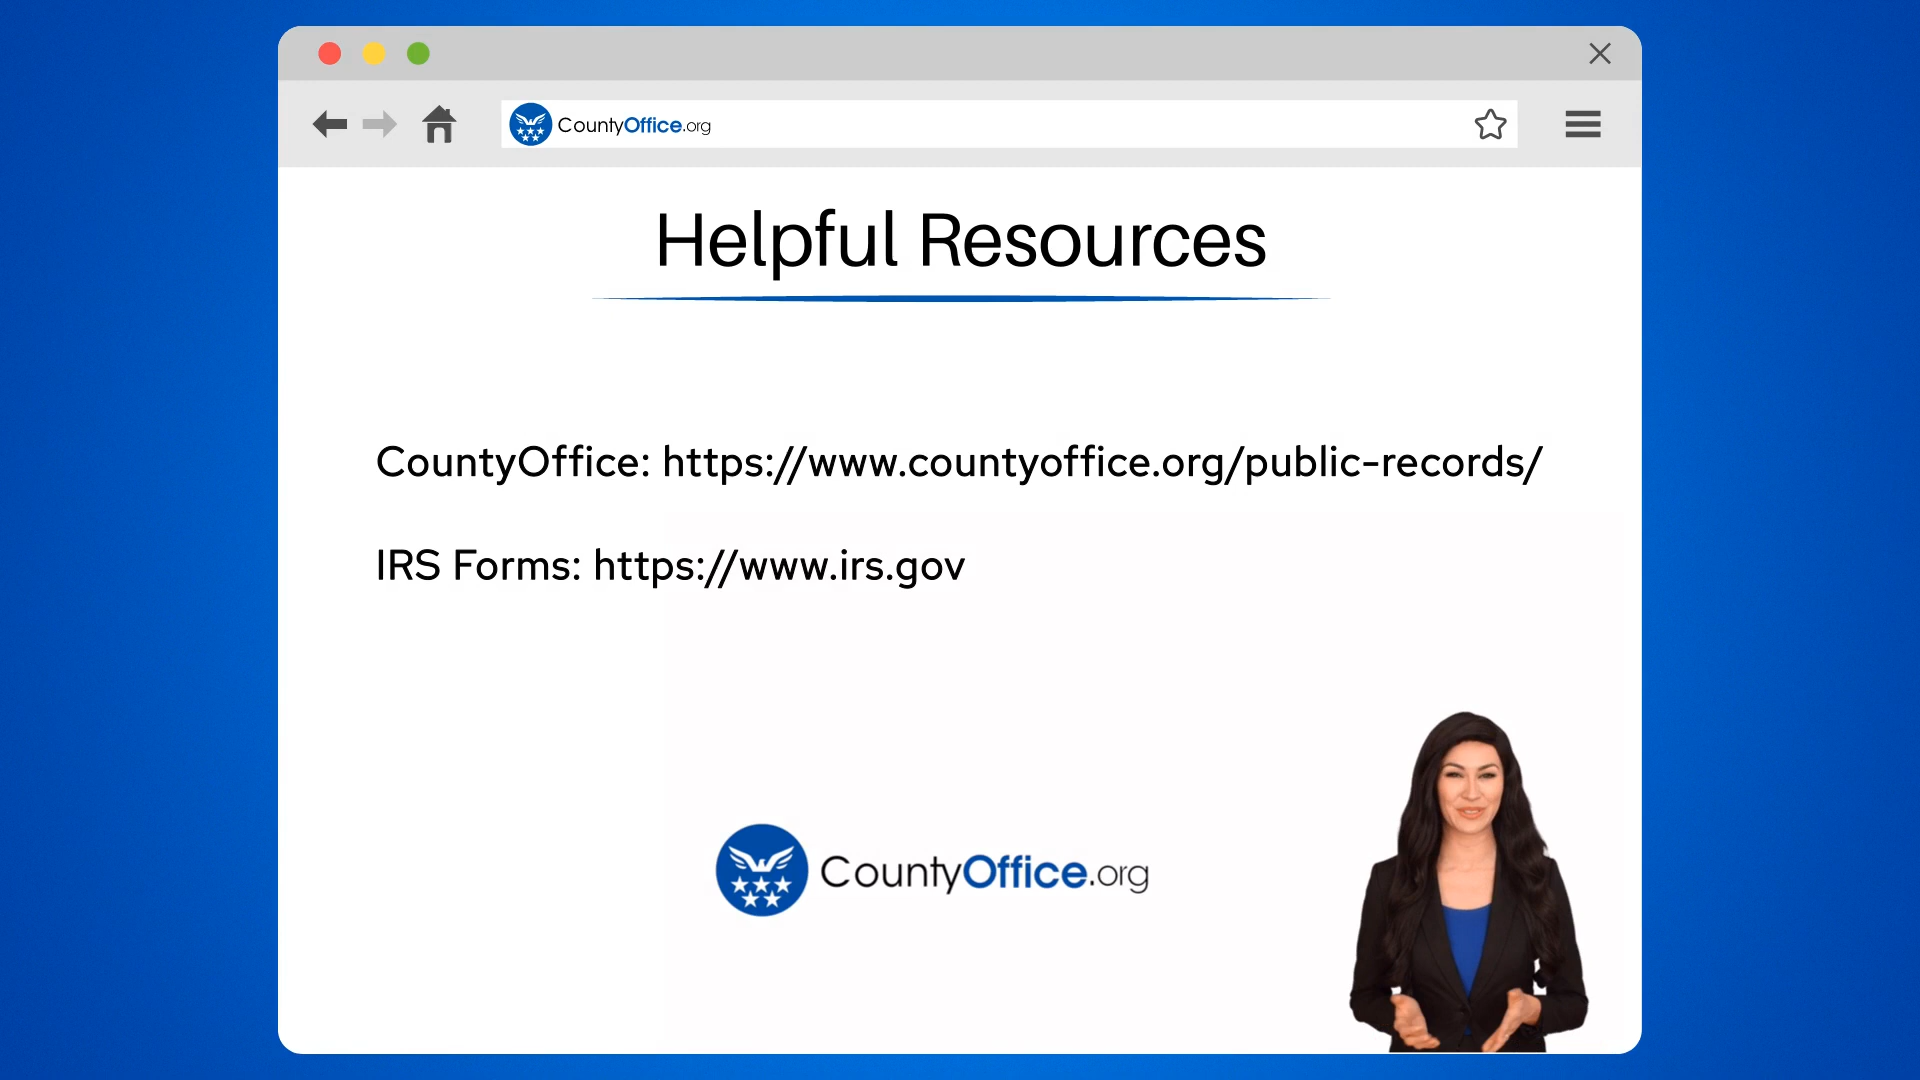 CountyOffice.org
Helpful Resources
CountyOffice: https://www.countyoffice.org/public-records/
IRS Forms: https://www.irs.gov
CountyOffice.org